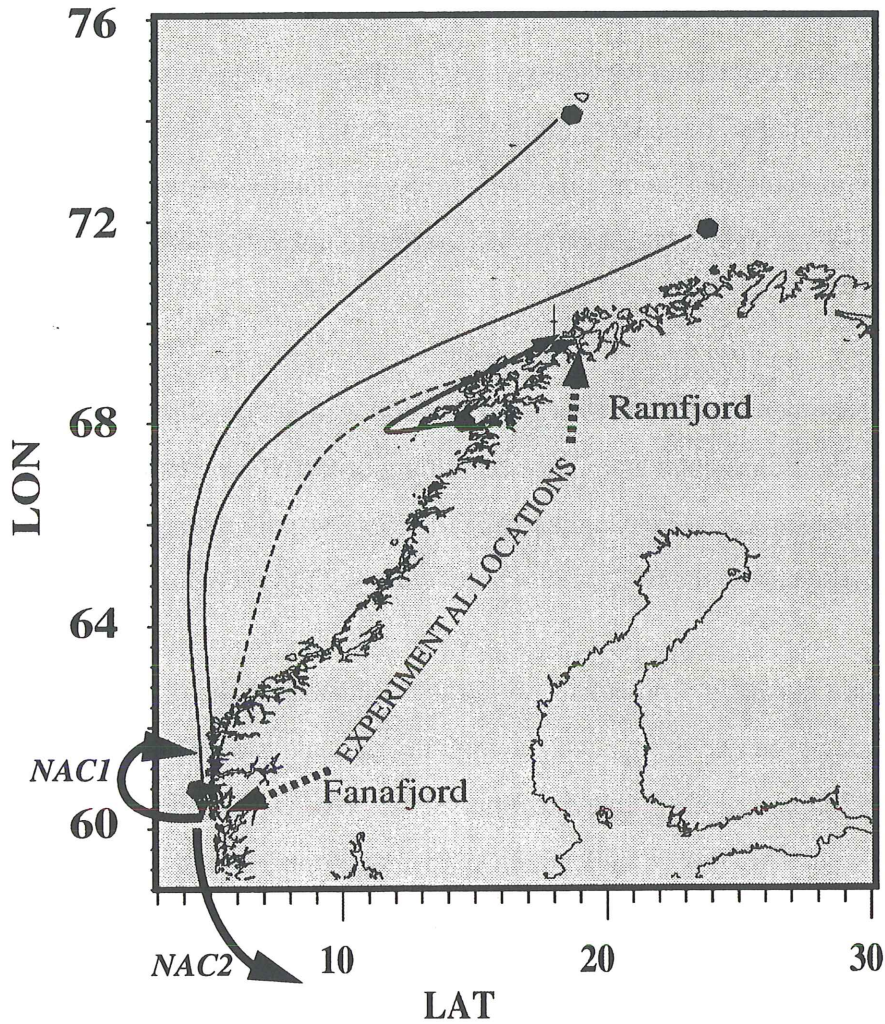 76
72
68
64
60
LON
Ramfjord
EXPERIMENTAL LOCATIONS
NAC1
Fanafjord
NAC2
10
20
30
LAT